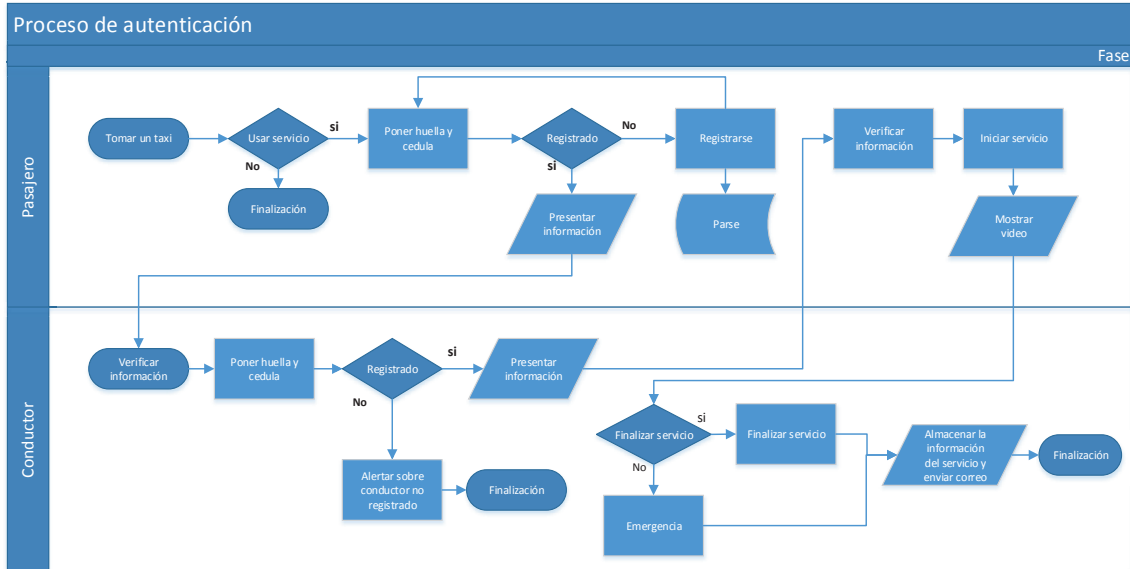 Proceso de autenticación
Fase
Pasajero
Tomar un taxi
Usar servicio
si
No
Finalización
Poner huella y
cedula
Registrado
No
si
Registrarse
Presentar
información
Parse
Verificar
información
Iniciar servicio
Mostrar
video
Conductor
Verificar
información
Poner huella y
cedula
Registrado
si
No
Presentar
información
Alertar sobre
conductor no
registrado
Finalización
Finalizar servicio
si
No
Finalizar servicio
Emergencia
Almacenar la
información
del servicio y
enviar correo
Finalización